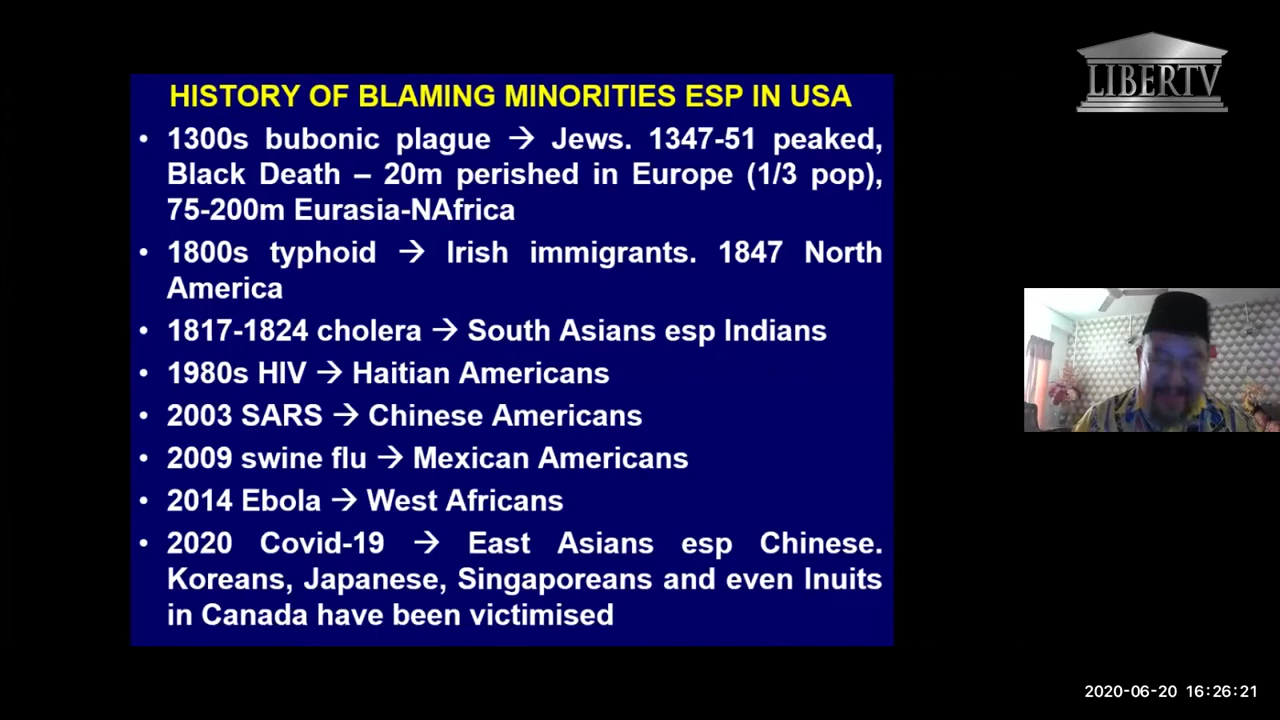 LIBERTV
HISTORY OF BLAMING MINORITIES ESP IN USA
• 1300s bubonic plague → Jews. 1347-51 peaked,
Black Death – 20m perished in Europe (1/3 pop),
75-200m Eurasia-NAfrica
• 1800s typhoid → Irish immigrants. 1847 North
America
• 1817-1824 cholera → South Asians esp Indians
• 1980s HIV → Haitian Americans
• 2003 SARS → Chinese Americans
• 2009 swine flu → Mexican Americans
• 2014 Ebola → West Africans
• 2020 Covid-19 → East Asians esp Chinese.
Koreans, Japanese, Singaporeans and even Inuits
in Canada have been victimised
2020-06-20 16:26:21